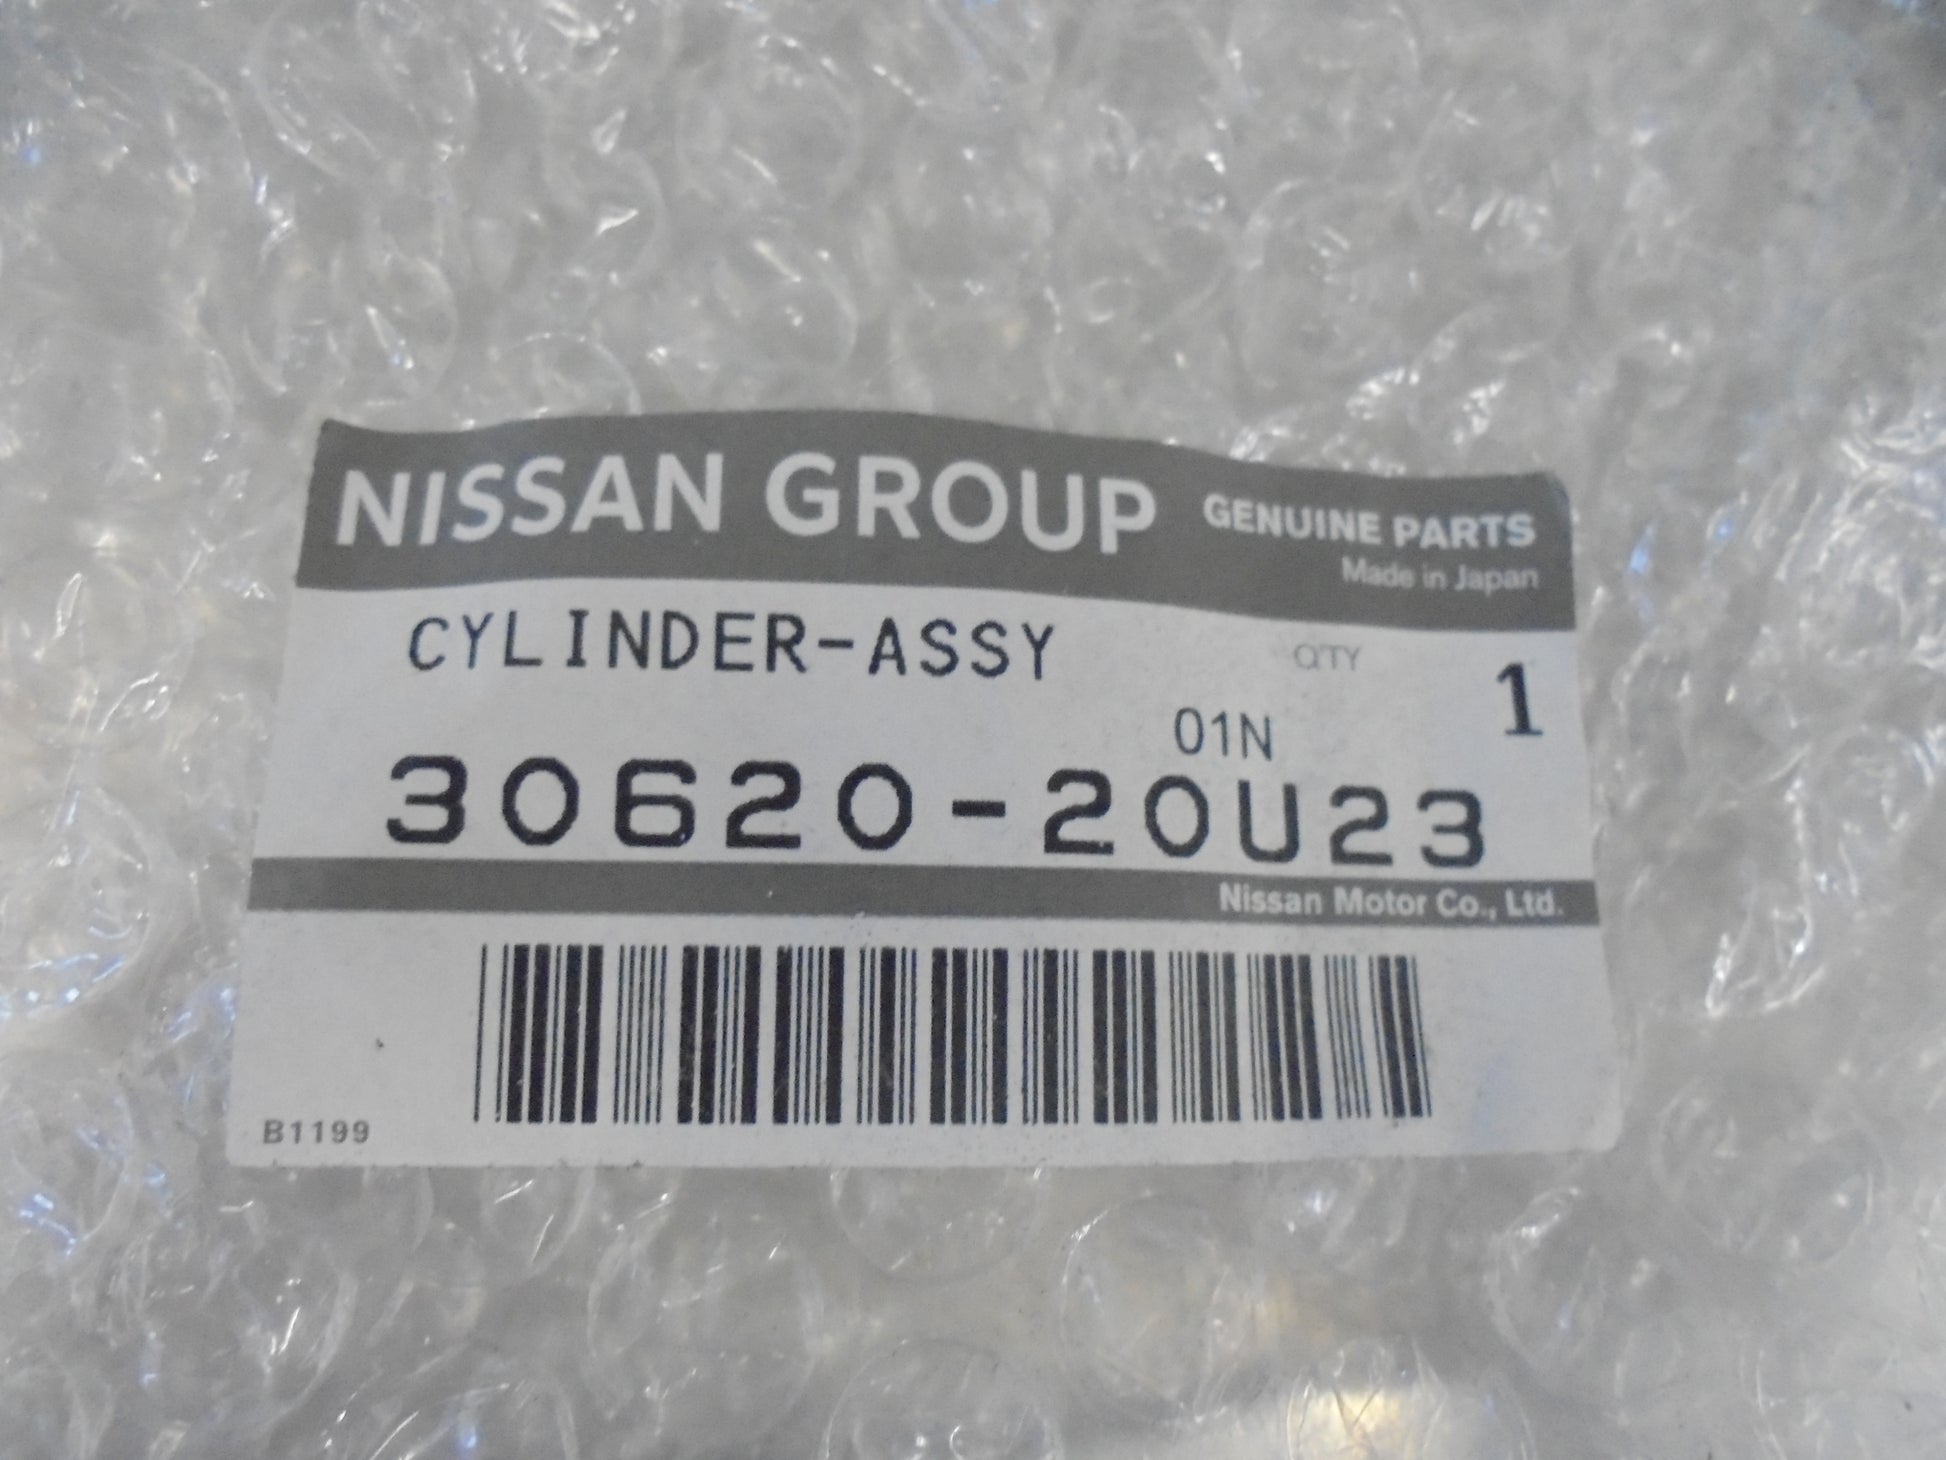 NISSAN GROUP GENUINE PARTS
Made in Japan
CYLINDER-ASSY QTY 1
01N
30620-20U23
Nissan Motor Co., Ltd.
B1199